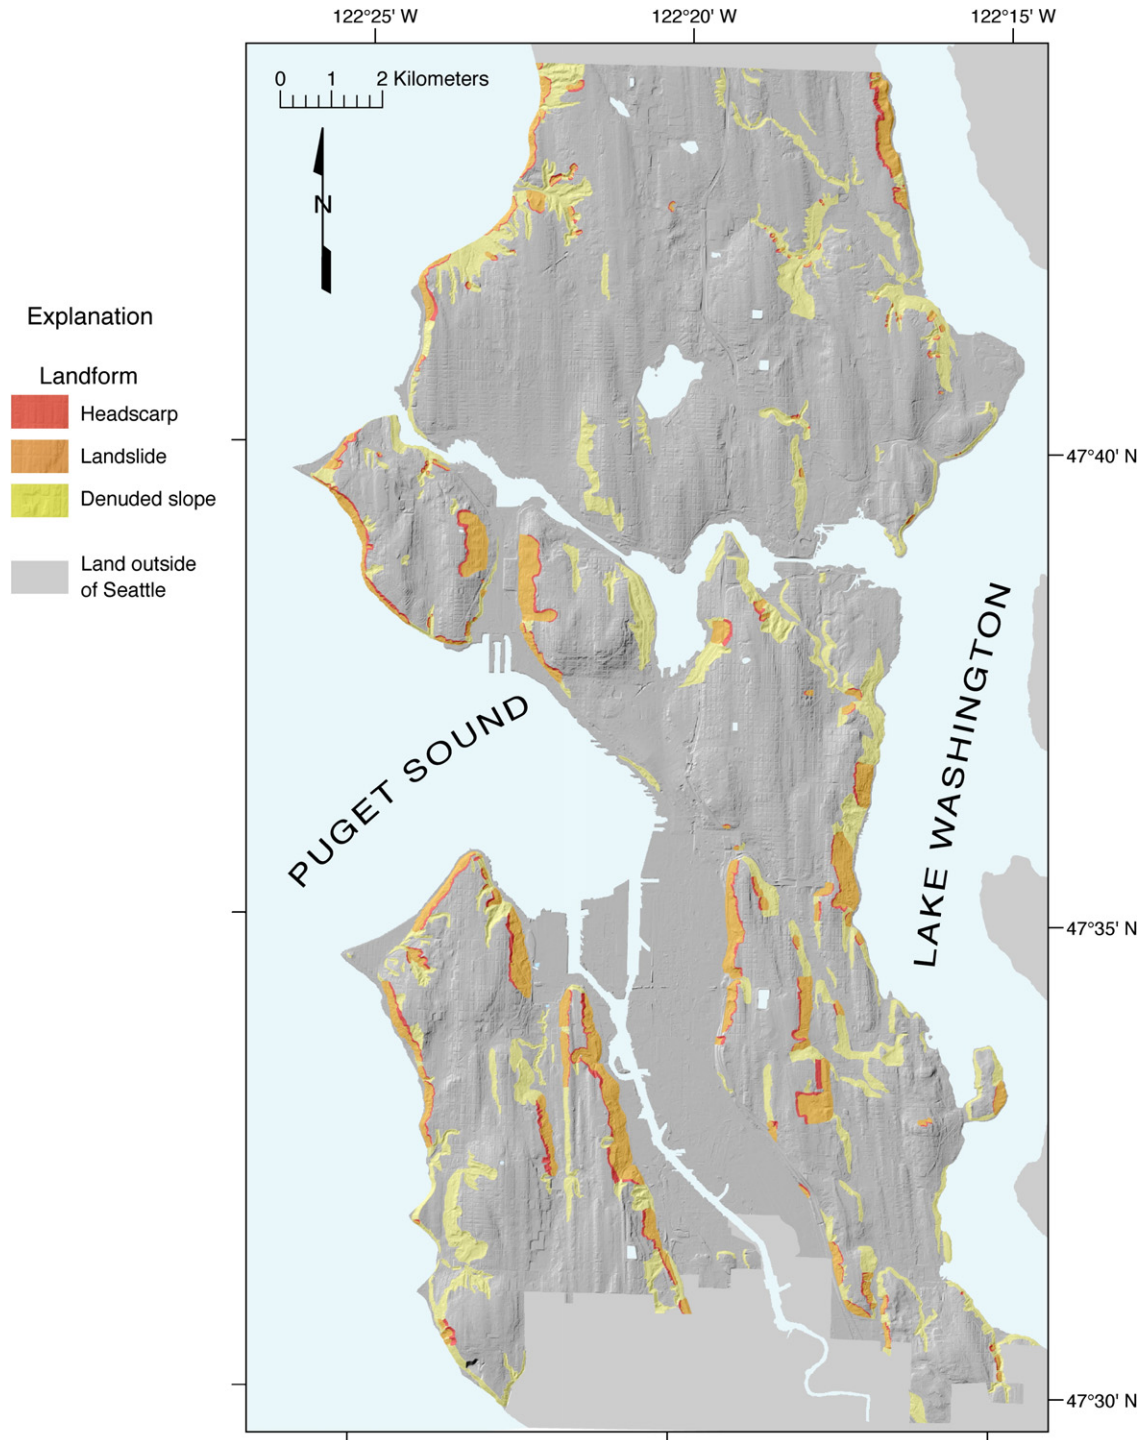 122°25' W
122°20' W
122°15' W
0 1 2 Kilometers
N
Explanation
Landform
Headscarp
Landslide
Denuded slope
Land outside
of Seattle
47°40' N
PUGET SOUND
LAKE WASHINGTON
47°35' N
47°30' N